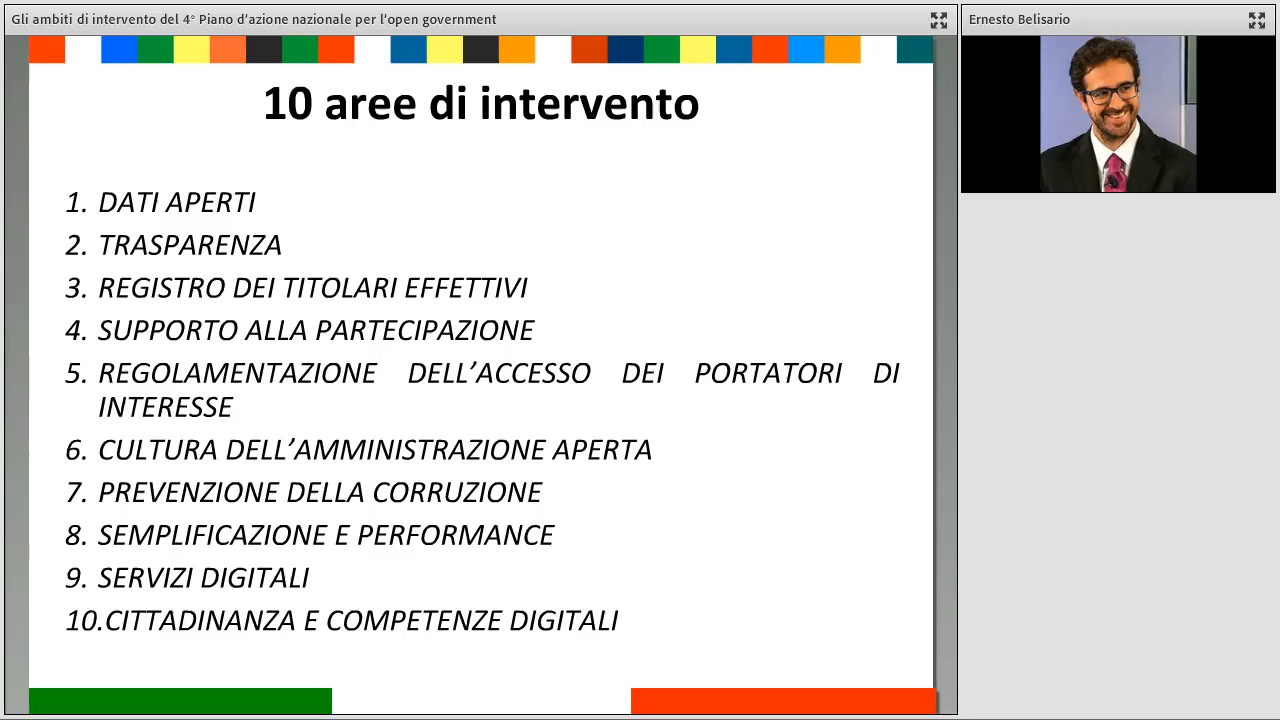 Gli ambiti di intervento del 4° Piano d'azione nazionale per l'open government
Ernesto Belisario
10 aree di intervento
1. DATI APERTI
2. TRASPARENZA
3. REGISTRO DEI TITOLARI EFFETTIVI
4. SUPPORTO ALLA PARTECIPAZIONE
5. REGOLAMENTAZIONE DELL’ACCESSO DEI PORTATORI DI
INTERESSE
6. CULTURA DELL’AMMINISTRAZIONE APERTA
7. PREVENZIONE DELLA CORRUZIONE
8. SEMPLIFICAZIONE E PERFORMANCE
9. SERVIZI DIGITALI
10.CITTADINANZA E COMPETENZE DIGITALI